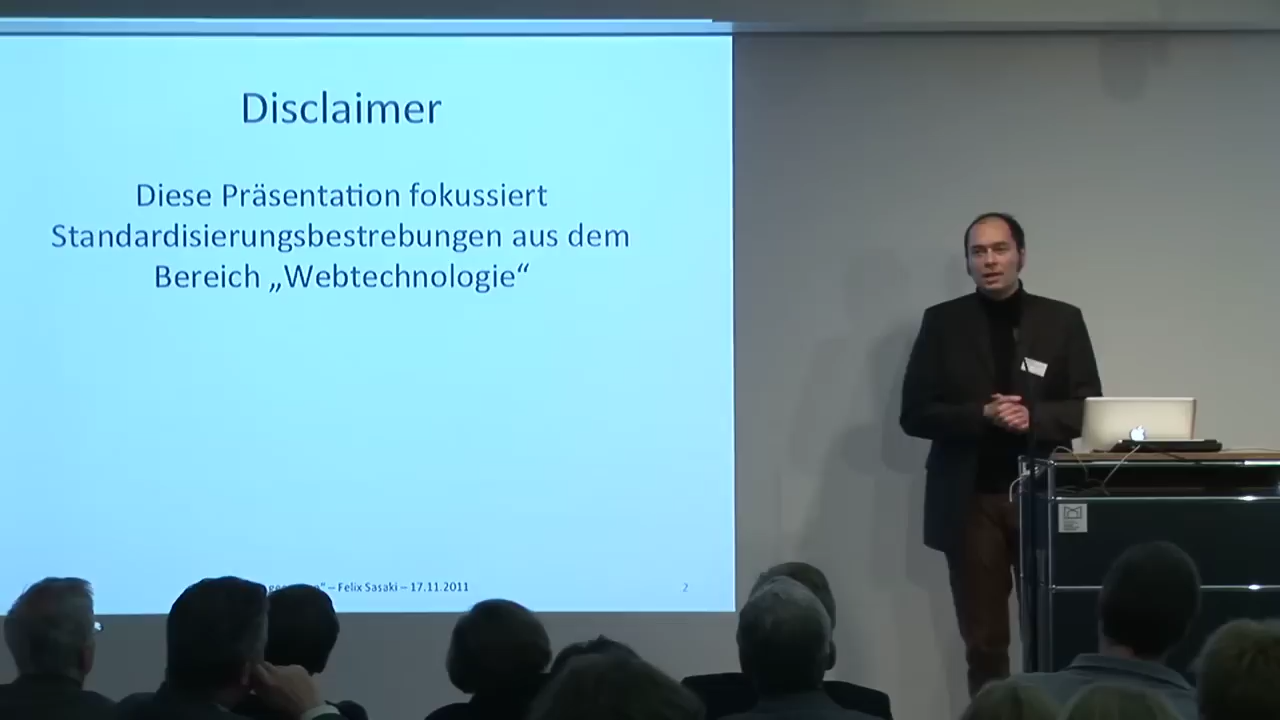 Disclaimer
Diese Präsentation fokussiert
Standardisierungsbestrebungen aus dem
Bereich „Webtechnologie“
– Felix Sasaki – 17.11.2011
2